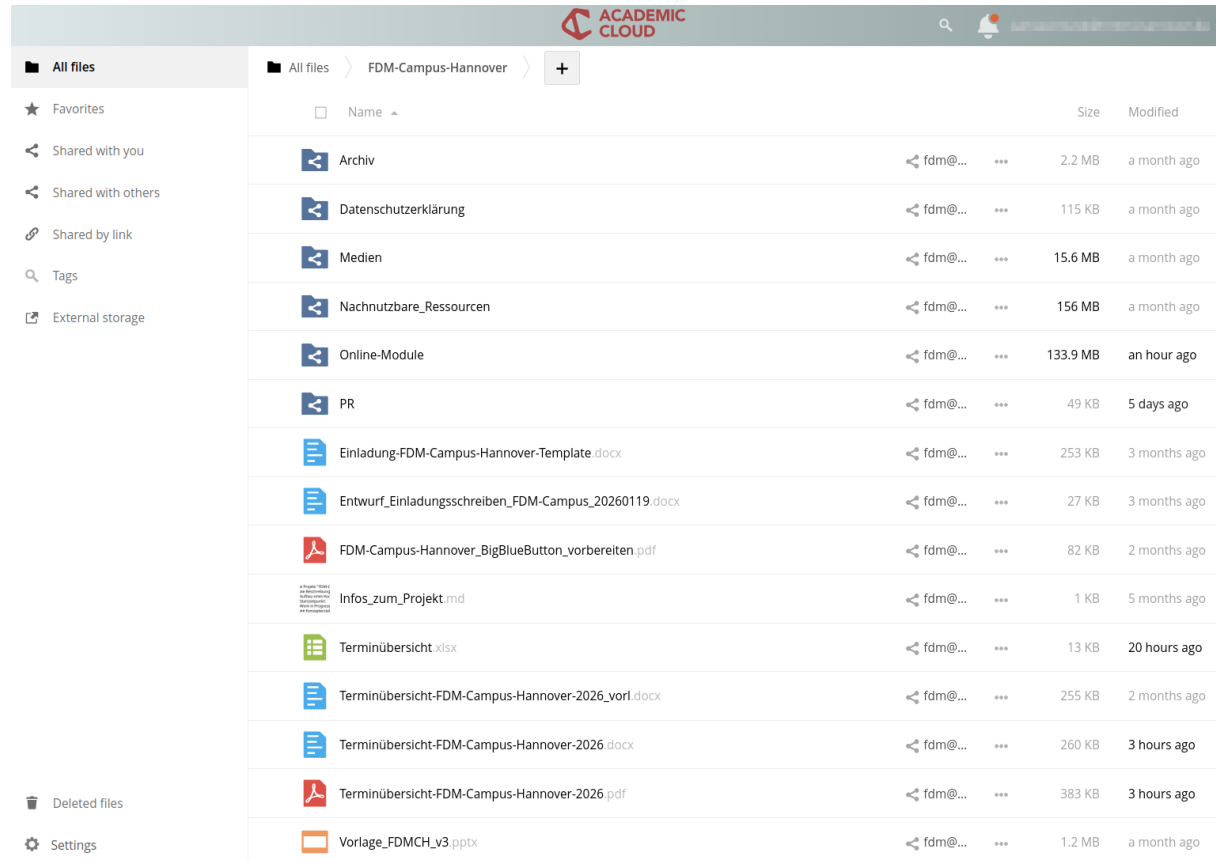 ACADEMIC
CLOUD
All files
Favorites
Shared with you
Shared with others
Shared by link
Tags
External storage
Deleted files
Settings
All files FDM-Campus-Hannover +
Name Size Modified
Archiv fdm@... 2.2 MB a month ago
Datenschutzerklärung fdm@... 115 KB a month ago
Medien fdm@... 15.6 MB a month ago
Nachnutzbare_Ressourcen fdm@... 156 MB a month ago
Online-Module fdm@... 133.9 MB an hour ago
PR fdm@... 49 KB 5 days ago
Einladung-FDM-Campus-Hannover-Template.docx fdm@... 253 KB 3 months ago
Entwurf_Einladungsschreiben_FDM-Campus_20260119.docx fdm@... 27 KB 3 months ago
FDM-Campus-Hannover_BigBlueButton_vorbereiten.pdf fdm@... 82 KB 2 months ago
Infos_zum_Projekt.md fdm@... 1 KB 5 months ago
Terminübersicht.xlsx fdm@... 13 KB 20 hours ago
Terminübersicht-FDM-Campus-Hannover-2026_vorl.docx fdm@... 255 KB 2 months ago
Terminübersicht-FDM-Campus-Hannover-2026.docx fdm@... 260 KB 3 hours ago
Terminübersicht-FDM-Campus-Hannover-2026.pdf fdm@... 383 KB 3 hours ago
Vorlage_FDMCH_v3.pptx fdm@... 1.2 MB a month ago